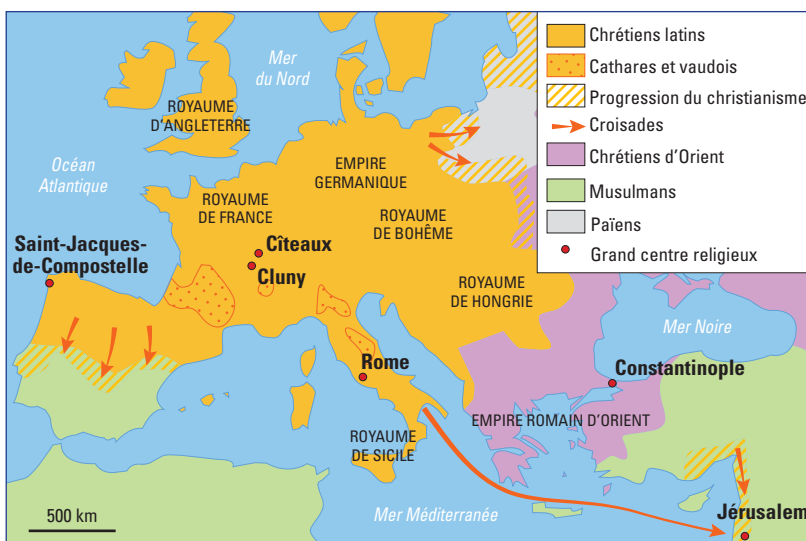 Mer
du Nord
ROYAUME
D'ANGLETERRE
Océan
Atlantique
EMPIRE
GERMANIQUE
ROYAUME
DE FRANCE
ROYAUME
DE BOHÊME
Saint-Jacques-
de-Compostelle
Cîteaux
Cluny
ROYAUME
DE HONGRIE
Mer Noire
Rome
Constantinople
EMPIRE ROMAIN D'ORIENT
ROYAUME
DE SICILE
500 km
Mer Méditerranée
Jérusalem
Chrétiens latins
Cathares et vaudois
Progression du christianisme
Croisades
Chrétiens d'Orient
Musulmans
Païens
Grand centre religieux